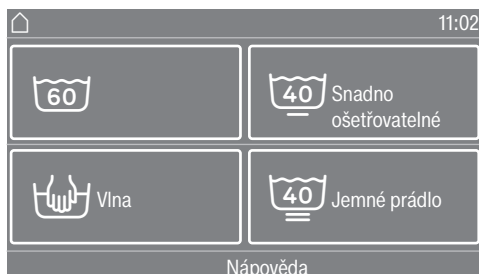 11:02
60
40 Snadno
ošetřovatelné
Vlna
40 Jemné prádlo
Nápověda